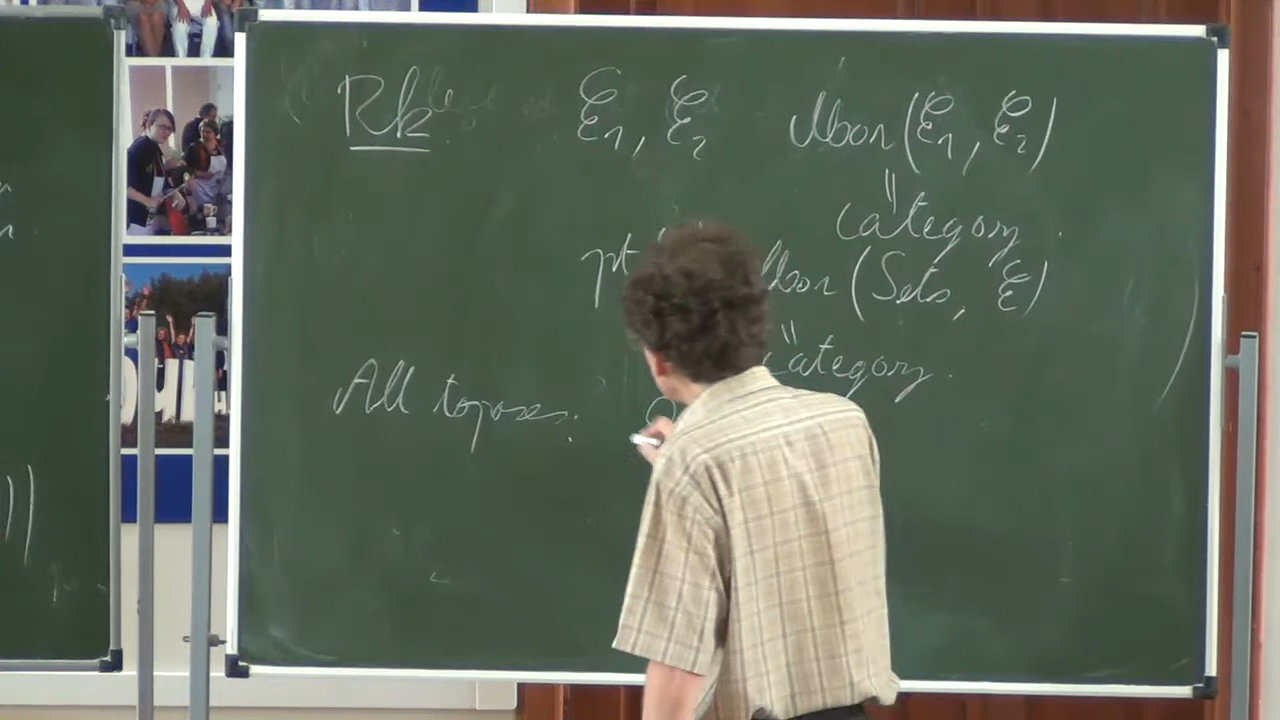 Rk ℰ₁, ℰ₂ Mor(ℰ₁, ℰ₂)
"
category.
pt Mor(Sets, ℰ)
"
category.
All toposes.